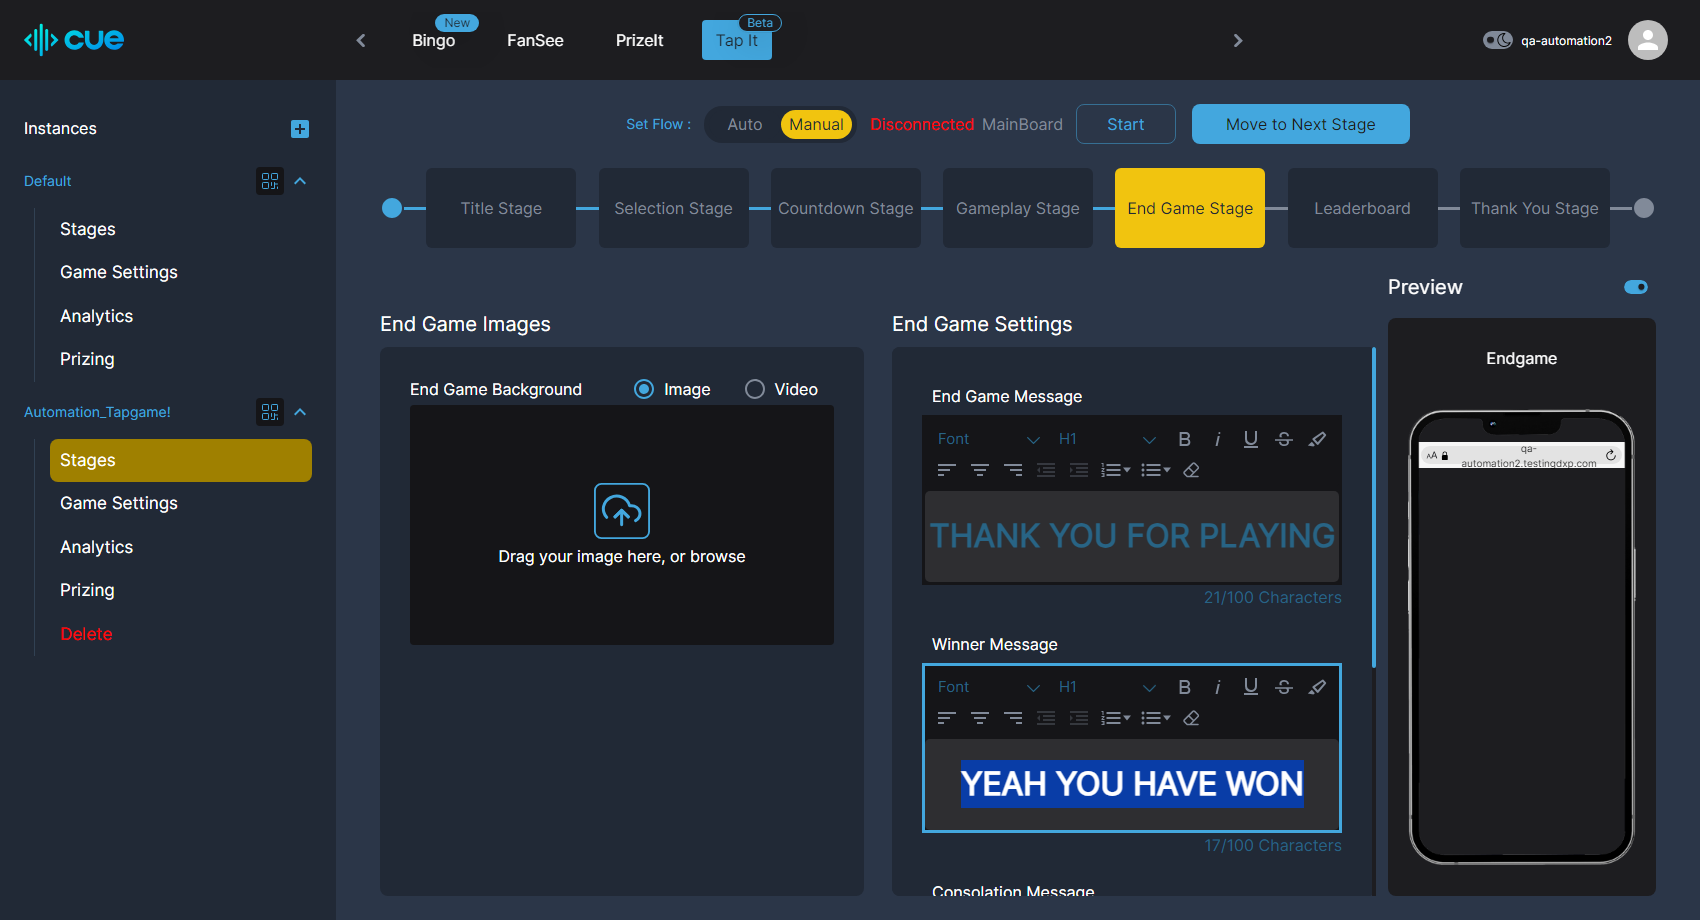 cue
Bingo
New
FanSee
PrizeIt
Tap It
Beta
qa-automation2
Instances
Default
Stages
Game Settings
Analytics
Prizing
Automation_Tapgame!
Stages
Game Settings
Analytics
Prizing
Delete
Set Flow :
Auto
Manual
Disconnected MainBoard
Start
Move to Next Stage
Title Stage
Selection Stage
Countdown Stage
Gameplay Stage
End Game Stage
Leaderboard
Thank You Stage
End Game Images
End Game Background
Image
Video
Drag your image here, or browse
End Game Settings
End Game Message
Font
H1
B i U S
THANK YOU FOR PLAYING
21/100 Characters
Winner Message
Font
H1
B i U S
YEAH YOU HAVE WON
17/100 Characters
Consolation Message
Preview
Endgame
AA
qa-
automation2.testingdxp.com